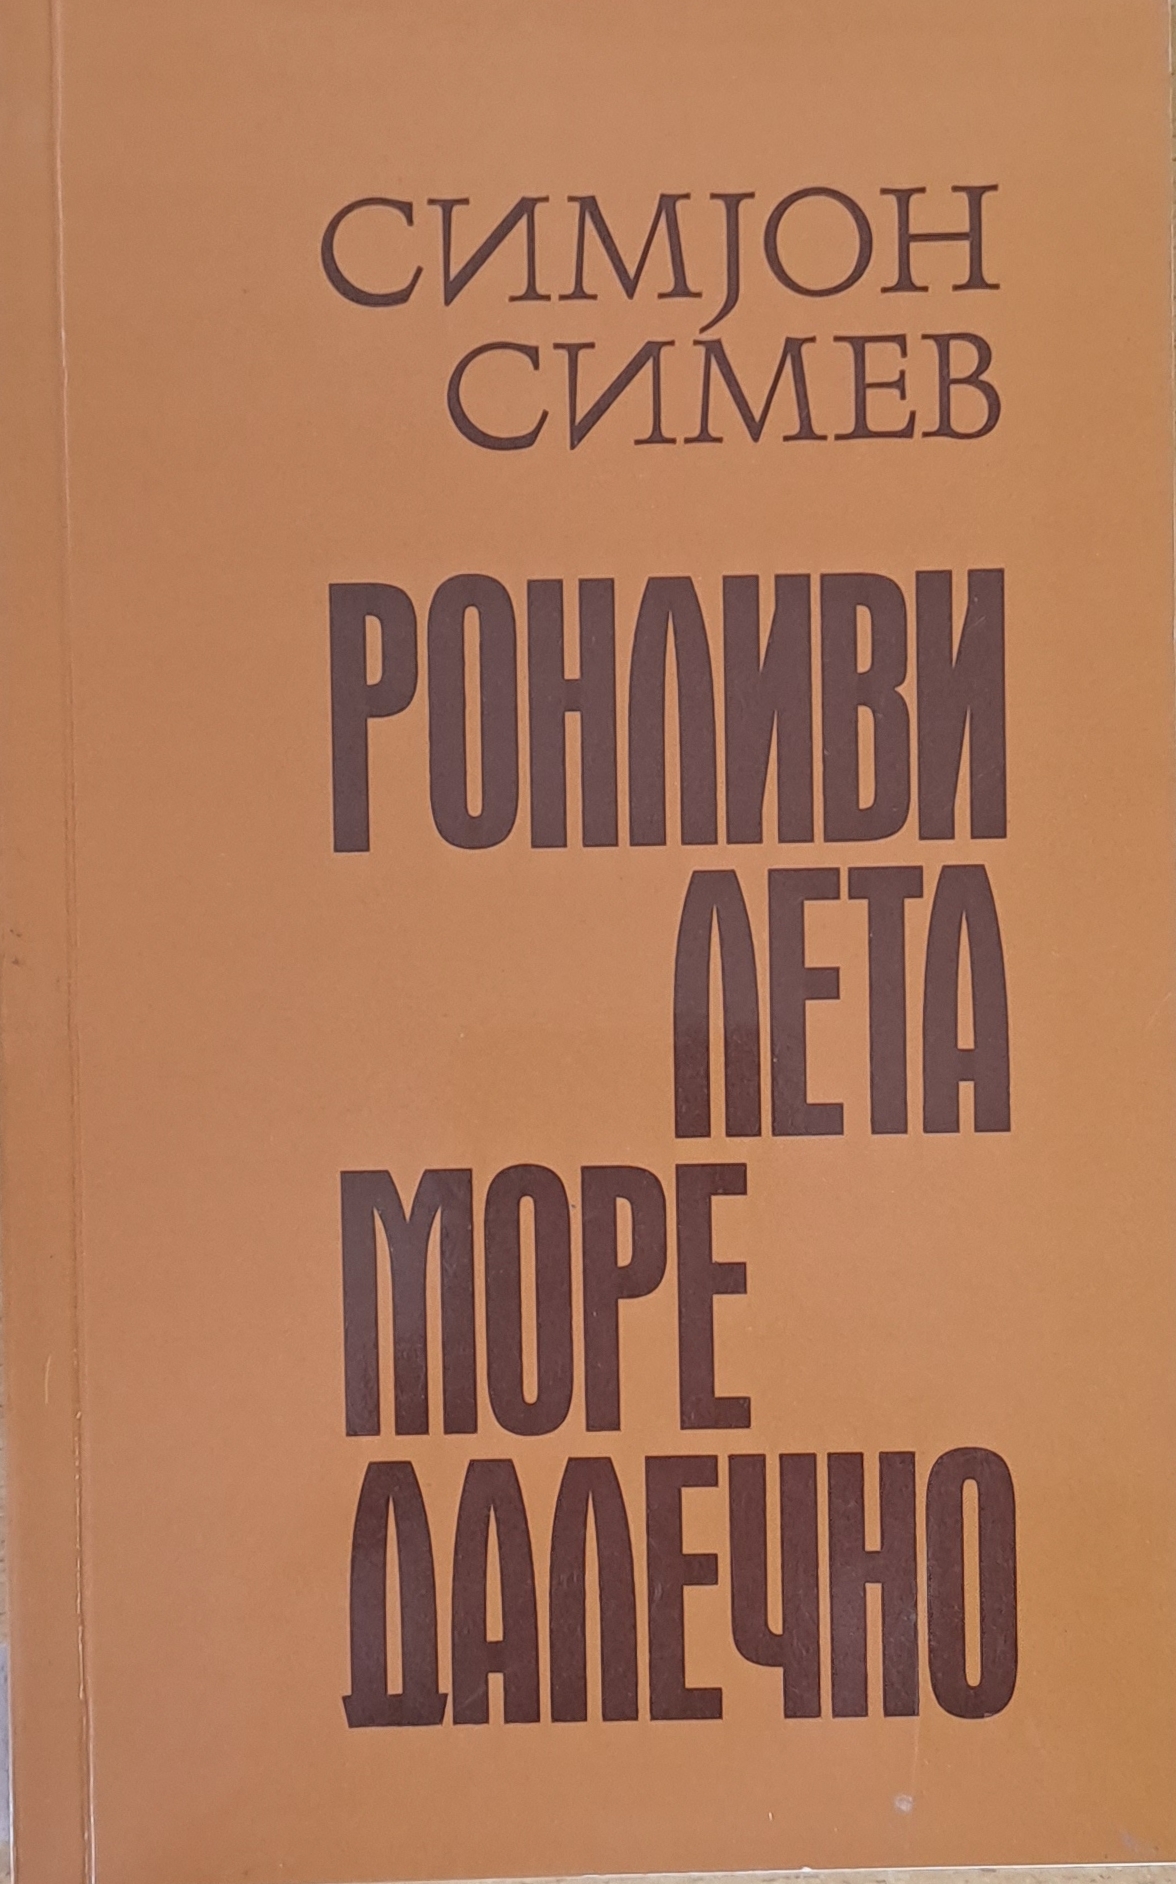 СИМЈОН
СИМЕВ
РОНЛИВИ
ЛЕТА
МОРЕ
ДАЛЕЧНО